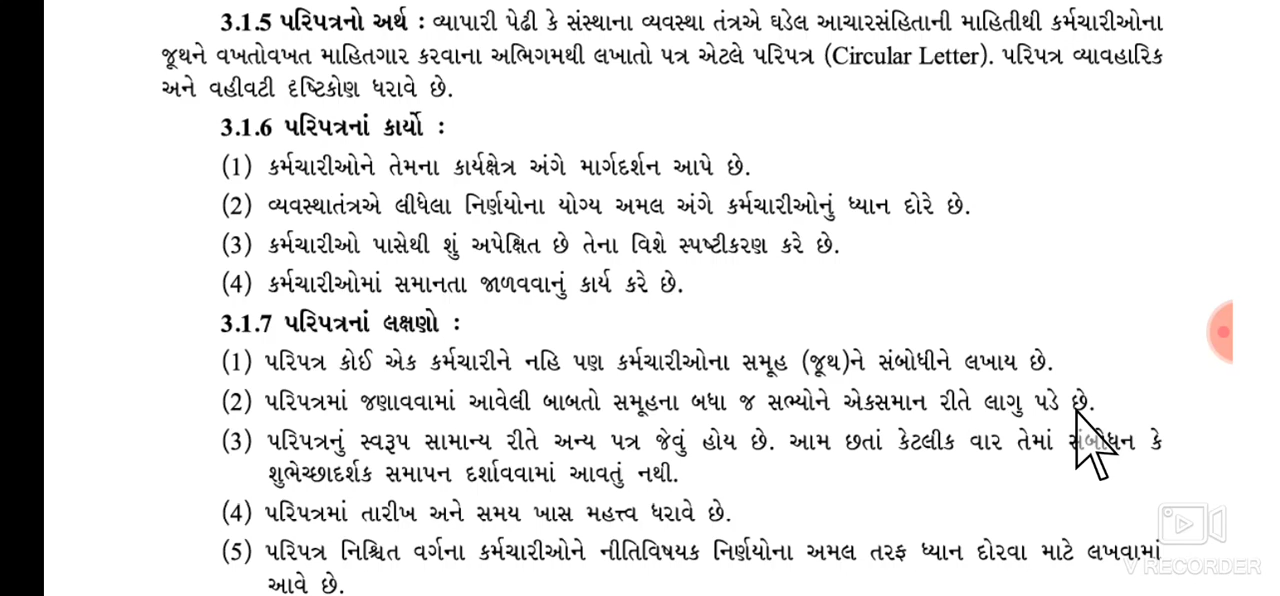 3.1.5 પરિપત્રનો અર્થ : વ્યાપારી પેઢી કે સંસ્થાના વ્યવસ્થા તંત્રએ ઘડેલ આચારસંહિતાની માહિતીથી કર્મચારીઓના
જૂથને વખતોવખત માહિતગાર કરવાના અભિગમથી લખાતો પત્ર એટલે પરિપત્ર (Circular Letter). પરિપત્ર વ્યાવહારિક
અને વહીવટી દૃષ્ટિકોણ ધરાવે છે.
3.1.6 પરિપત્રનાં કાર્યો :
(1) કર્મચારીઓને તેમના કાર્યક્ષેત્ર અંગે માર્ગદર્શન આપે છે.
(2) વ્યવસ્થાતંત્રએ લીધેલા નિર્ણયોના યોગ્ય અમલ અંગે કર્મચારીઓનું ધ્યાન દોરે છે.
(3) કર્મચારીઓ પાસેથી શું અપેક્ષિત છે તેના વિશે સ્પષ્ટીકરણ કરે છે.
(4) કર્મચારીઓમાં સમાનતા જાળવવાનું કાર્ય કરે છે.
3.1.7 પરિપત્રનાં લક્ષણો :
(1) પરિપત્ર કોઈ એક કર્મચારીને નહિ પણ કર્મચારીઓના સમૂહ (જૂથ)ને સંબોધીને લખાય છે.
(2) પરિપત્રમાં જણાવવામાં આવેલી બાબતો સમૂહના બધા જ સભ્યોને એકસમાન રીતે લાગુ પડે છે.
(3) પરિપત્રનું સ્વરૂપ સામાન્ય રીતે અન્ય પત્ર જેવું હોય છે. આમ છતાં કેટલીક વાર તેમાં સંબોધન કે
શુભેચ્છાદર્શક સમાપન દર્શાવવામાં આવતું નથી.
(4) પરિપત્રમાં તારીખ અને સમય ખાસ મહત્ત્વ ધરાવે છે.
(5) પરિપત્ર નિશ્ચિત વર્ગના કર્મચારીઓને નીતિવિષયક નિર્ણયોના અમલ તરફ ધ્યાન દોરવા માટે લખવામાં
આવે છે.
V RECORDER